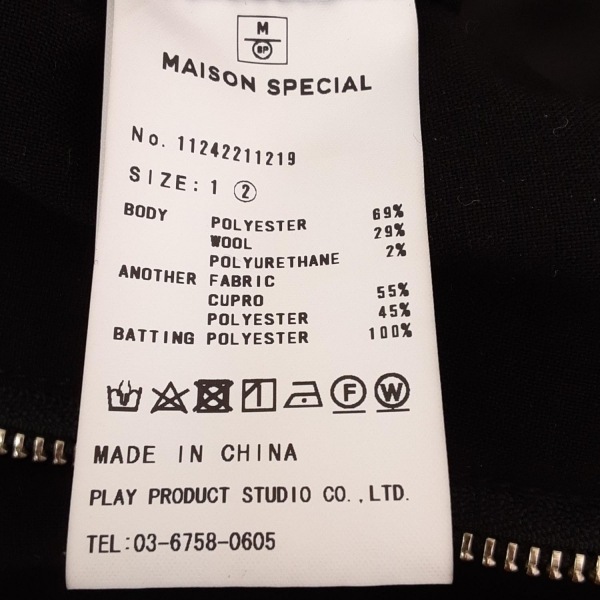 M
SP
MAISON SPECIAL
No. 11242211219
SIZE: 1 ②
BODY POLYESTER 69%
WOOL 29%
POLYURETHANE 2%
ANOTHER FABRIC
CUPRO 55%
POLYESTER 45%
BATTING POLYESTER 100%
F W
MADE IN CHINA
PLAY PRODUCT STUDIO CO.,LTD.
TEL:03-6758-0605